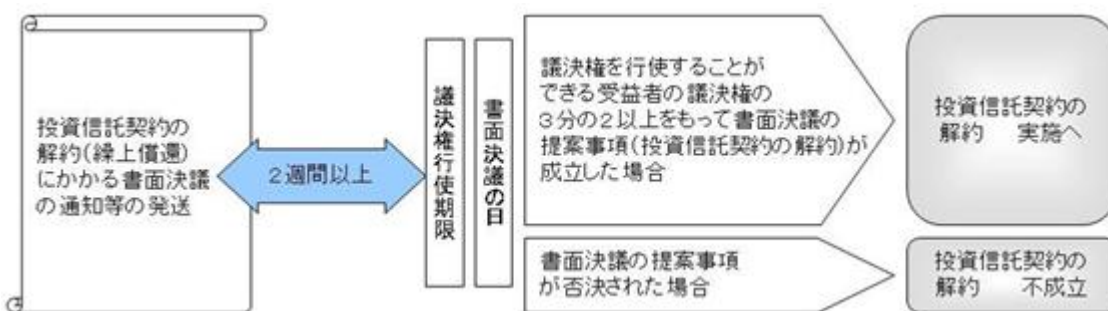 投資信託契約の
解約(繰上償還)
にかかる書面決議
の通知等の発送
2週間以上
議決権行使期限
書面決議の日
議決権を行使することが
できる受益者の議決権の
3分の2以上をもって書面決議の
提案事項(投資信託契約の解約)が
成立した場合
投資信託契約の
解約　実施へ
書面決議の提案事項
が否決された場合
投資信託契約の
解約　不成立